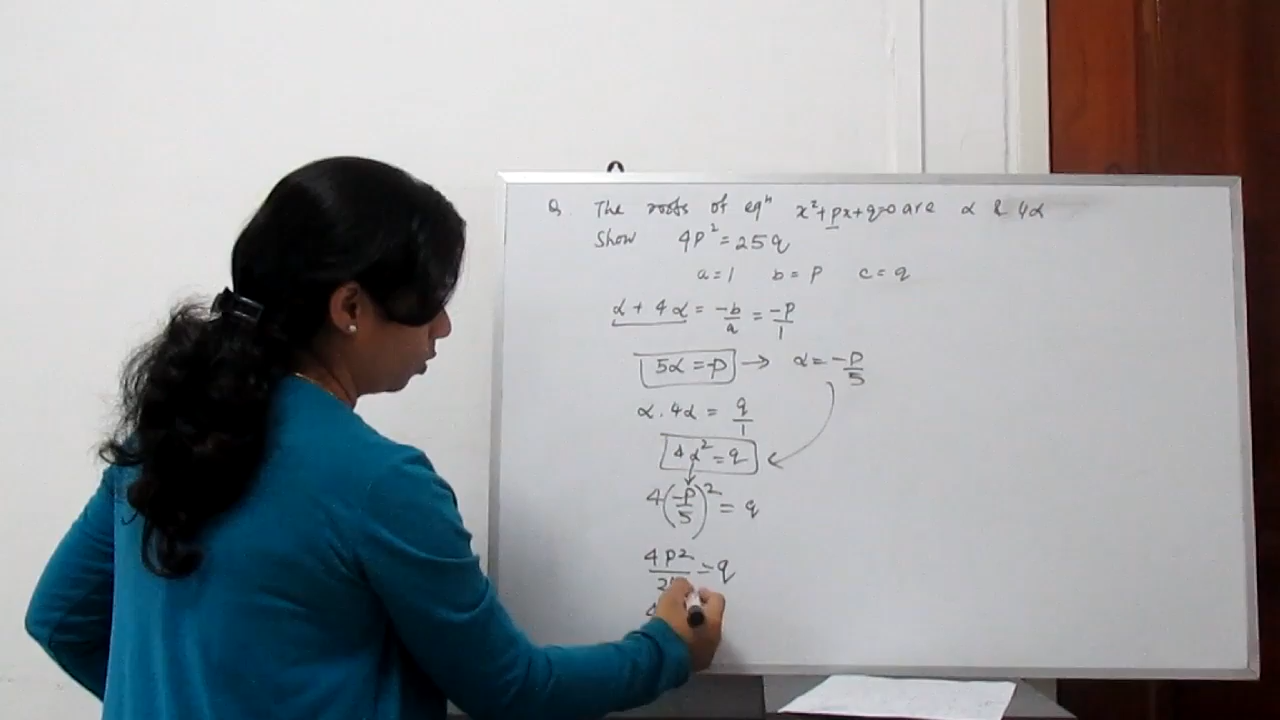 Q. The roots of eqⁿ x²+px+q=0 are α & 4α
Show 4p² = 25q
a = 1 b = p c = q
α + 4α = -b/a = -p/1
5α = -p → α = -p/5
α . 4α = q/1
4α² = q
4(-p/5)² = q
4p²/25 = q
4